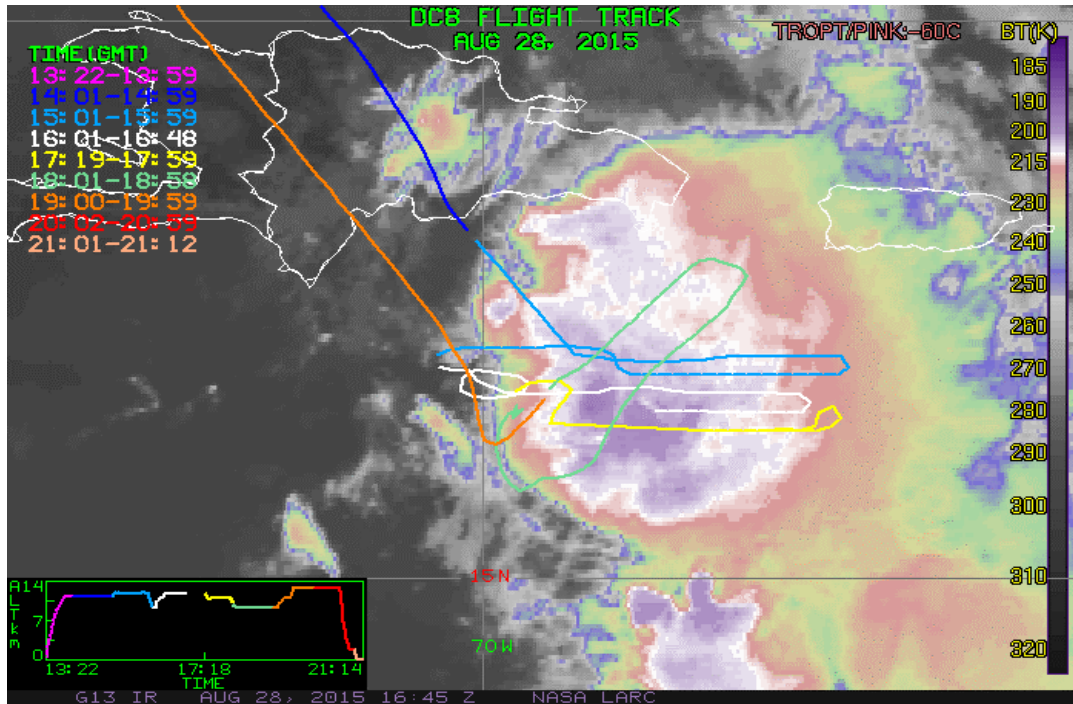 DC8 FLIGHT TRACK
AUG 28, 2015
TROPT/PINK:-60C
BT(K)
TIME(GMT)
13:22-13:59
14:01-14:59
15:01-15:59
16:01-16:48
17:19-17:59
18:01-18:58
19:00-19:59
20:02-20:59
21:01-21:12
185
190
200
215
230
240
250
260
270
280
290
300
310
320
15N
70W
ALT km
14
7
0
13:22
17:18
21:14
TIME
G13 IR AUG 28, 2015 16:45 Z NASA LARC